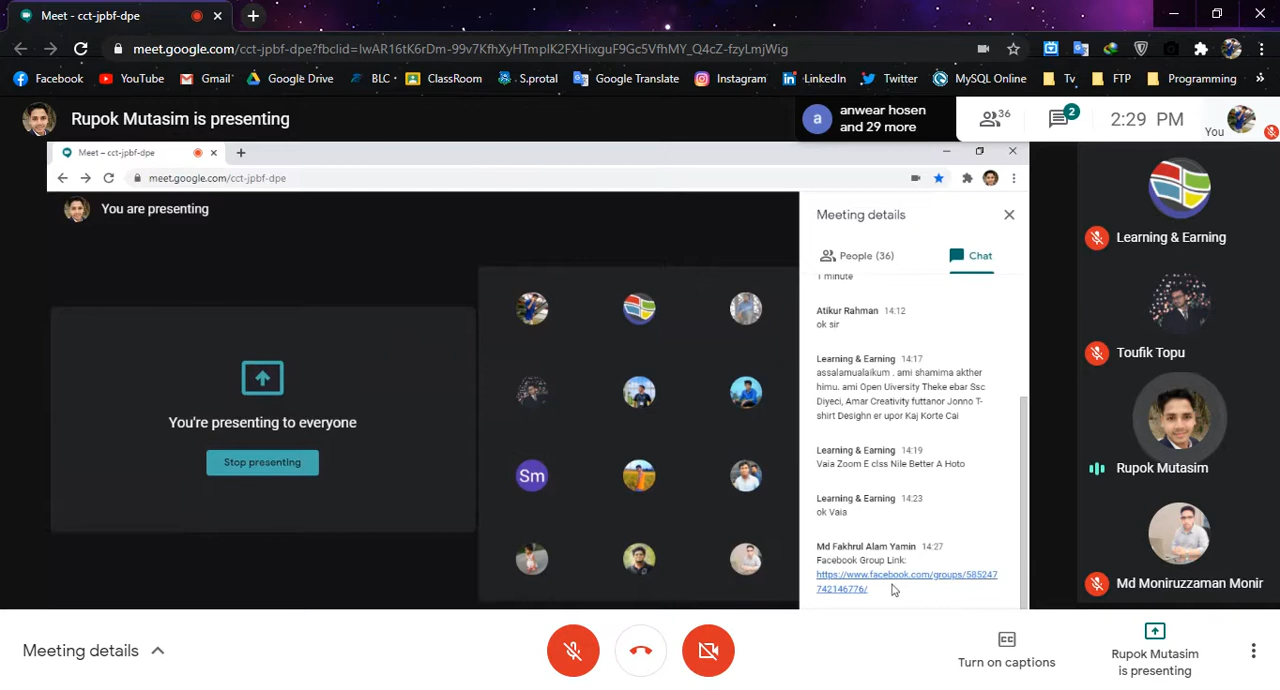 Meet - cct-jpbf-dpe
meet.google.com/cct-jpbf-dpe?fbclid=IwAR16tK6rDm-99v7KfhXyHTmplK2FXHixguF9Gc5VfhMY_Q4cZ-fzyLmjWig
Facebook YouTube Gmail Google Drive BLC ClassRoom S.protal Google Translate Instagram LinkedIn Twitter MySQL Online Tv FTP Programming »
Rupok Mutasim is presenting
a anwear hosen
and 29 more
36
2
2:29 PM
You
Meet – cct-jpbf-dpe
meet.google.com/cct-jpbf-dpe
You are presenting
You're presenting to everyone
Stop presenting
Sm
Meeting details
People (36) Chat
1 minute
Atikur Rahman 14:12
ok sir
Learning & Earning 14:17
assalamualaikum . ami shamima akther
himu. ami Open Uiversity Theke ebar Ssc
Diyeci, Amar Creativity futtanor Jonno T-
shirt Desighn er upor Kaj Korte Cai
Learning & Earning 14:19
Vaia Zoom E clss Nile Better A Hoto
Learning & Earning 14:23
ok Vaia
Md Fakhrul Alam Yamin 14:27
Facebook Group Link:
https://www.facebook.com/groups/585247
742146776/
Learning & Earning
Toufik Topu
Rupok Mutasim
Md Moniruzzaman Monir
Meeting details
Turn on captions
Rupok Mutasim
is presenting